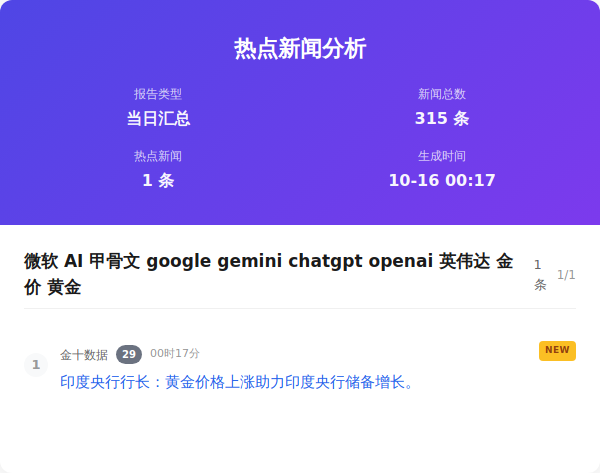 热点新闻分析
报告类型
新闻总数
当日汇总
315 条
热点新闻
生成时间
1 条
10-16 00:17
微软 AI 甲骨文 google gemini chatgpt openai 英伟达 金
价 黄金
1
条
1/1
1
金十数据 29 00时17分
NEW
印度央行行长：黄金价格上涨助力印度央行储备增长。